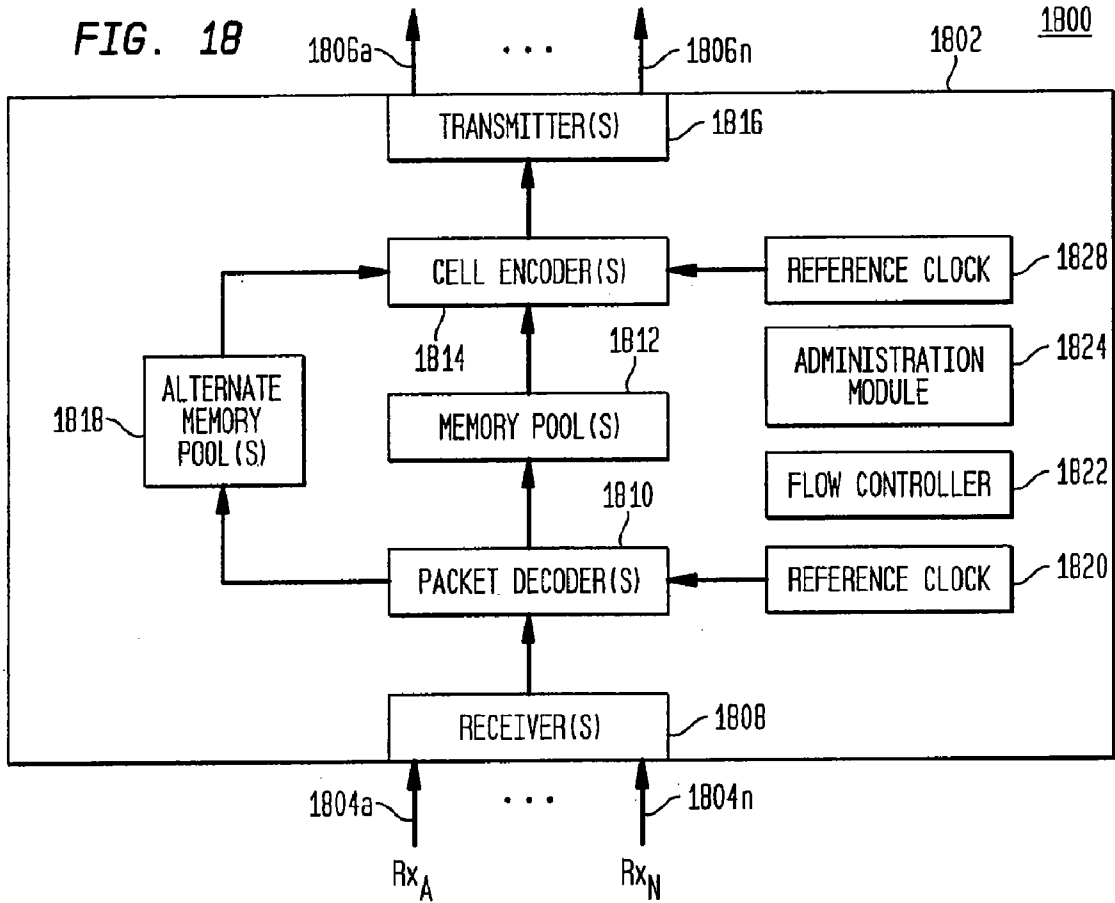 FIG. 18
1800
1806a
...
1806n
1802
TRANSMITTER(S)
1816
CELL ENCODER(S)
1814
REFERENCE CLOCK
1828
ADMINISTRATION
MODULE
1824
1812
ALTERNATE
MEMORY
POOL(S)
1818
MEMORY POOL(S)
FLOW CONTROLLER
1822
1810
PACKET DECODER(S)
REFERENCE CLOCK
1820
RECEIVER(S)
1808
1804a
...
1804n
RxA
RxN